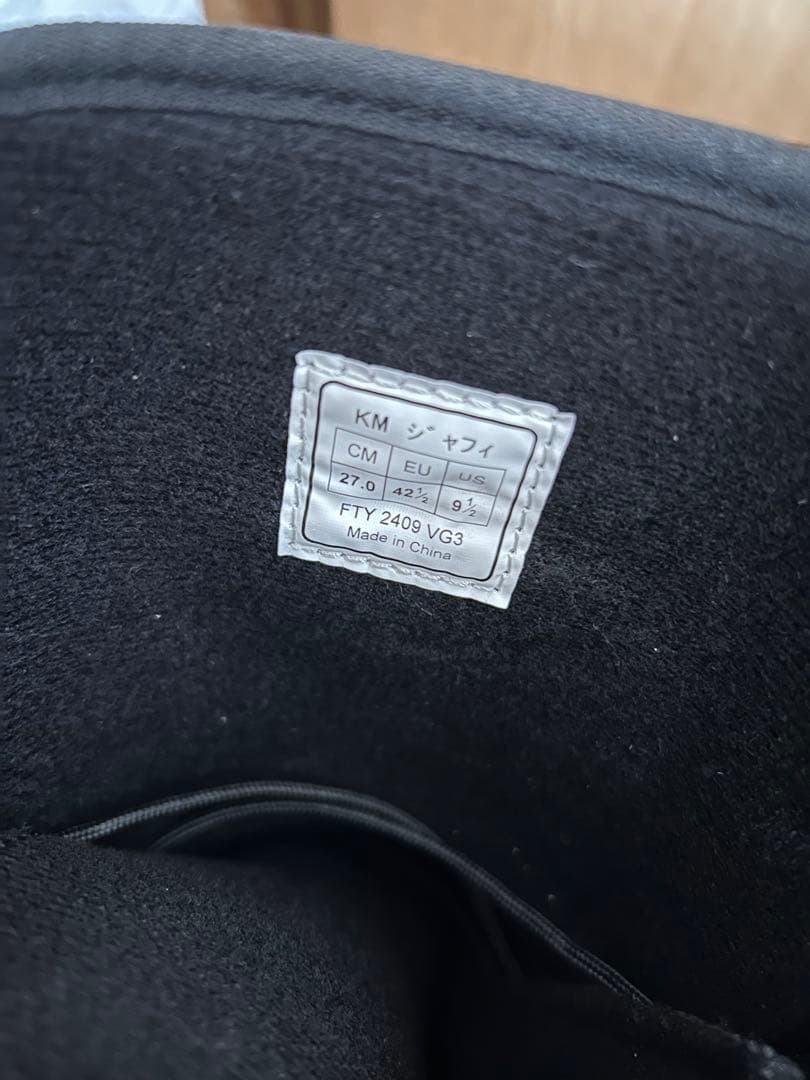 KM ジャフィ
CM EU US
27.0 42½ 9½
FTY 2409 VG3
Made in China